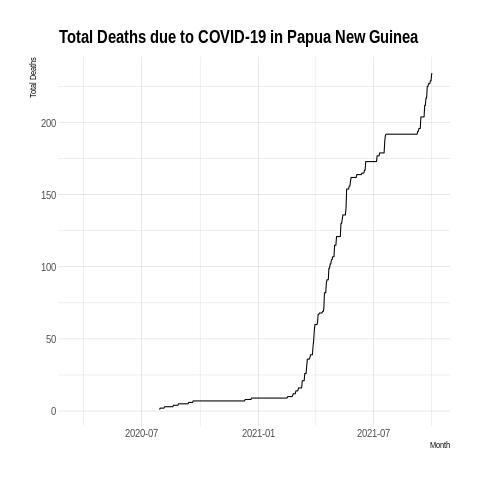 Total Deaths due to COVID-19 in Papua New Guinea
Total Deaths
200
150
100
50
0
2020-07
2021-01
2021-07
Month